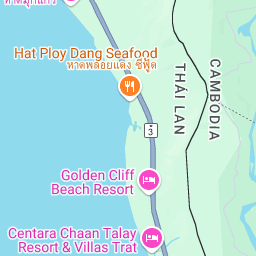 Hat Ploy Dang Seafood
หาดพลอยแดง ซีฟู้ด
THÁI LAN
CAMBODIA
3
Golden Cliff
Beach Resort
Centara Chaan Talay
Resort & Villas Trat